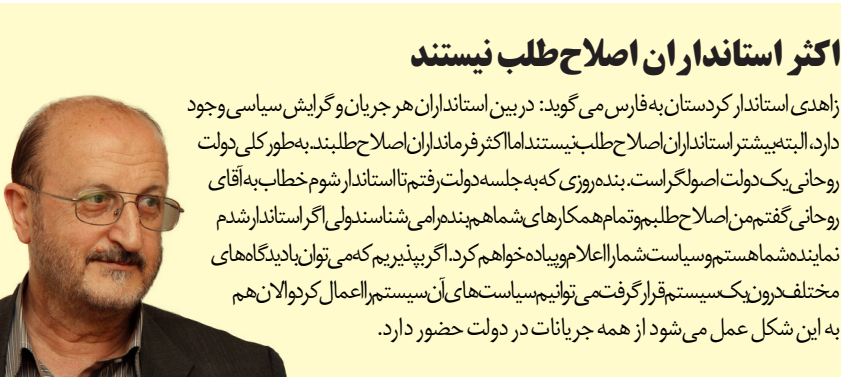 اکثر استانداران اصلاح‌طلب نیستند
زاهدی استاندار کردستان به فارس می گوید: در بین استانداران هر جریان و گرایش سیاسی وجود
دارد، البته بیشتر استانداران اصلاح طلب نیستند اما اکثر فرمانداران اصلاح طلبند. به طور کلی دولت
روحانی یک دولت اصولگر است. بنده روزی که به جلسه دولت رفتم تا استاندار شوم خطاب به آقای
روحانی گفتم من اصلاح طلبم و تمام همکارهای شما هم بنده را می شناسند ولی اگر استاندار شدم
نماینده شما هستم و سیاست شما را اعلام و پیاده خواهم کرد. اگر بپذیریم که می توان با دیدگاه های
مختلف درون یک سیستم قرار گرفت می توانیم سیاست های آن سیستم را اعمال کرد و الان هم
به این شکل عمل می شود از همه جریانات در دولت حضور دارد.